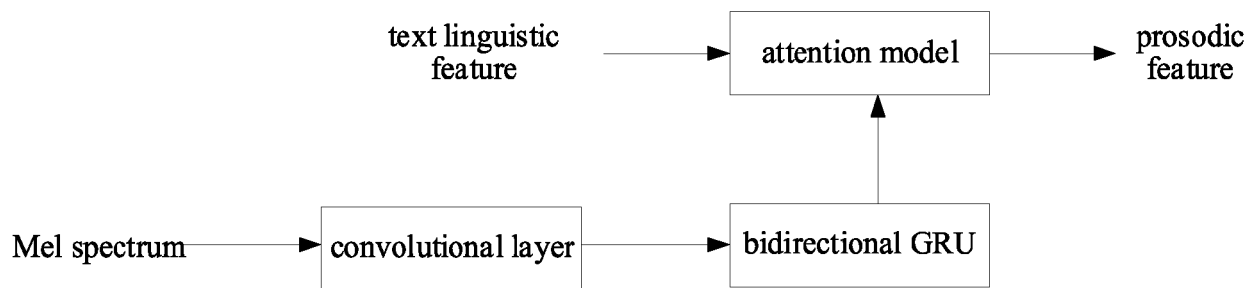 text linguistic
feature
attention model
prosodic
feature
Mel spectrum
convolutional layer
bidirectional GRU